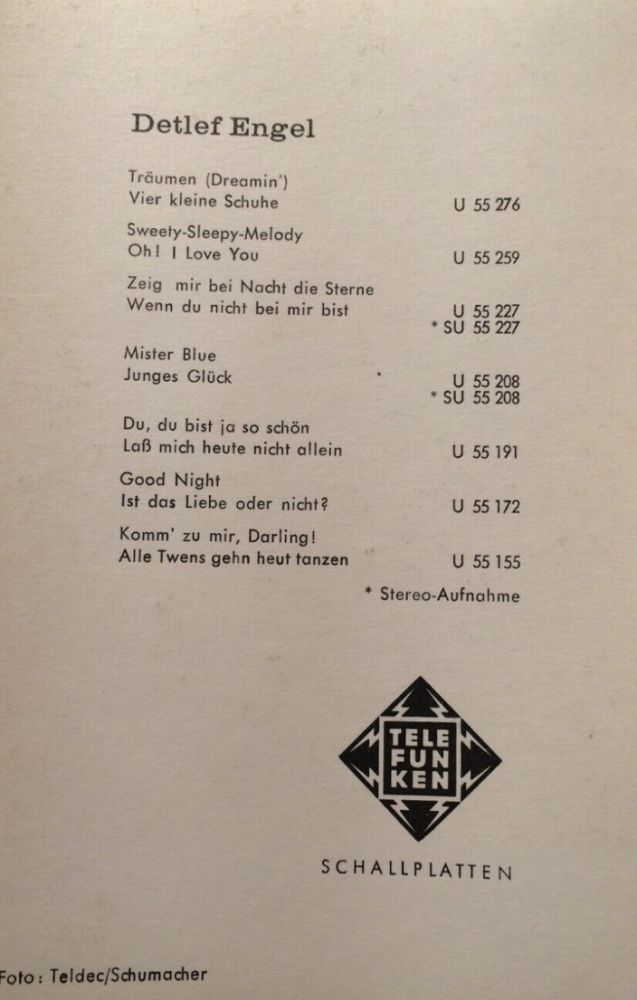 Detlef Engel
Träumen (Dreamin')
Vier kleine Schuhe U 55 276
Sweety-Sleepy-Melody
Oh! I Love You U 55 259
Zeig mir bei Nacht die Sterne
Wenn du nicht bei mir bist U 55 227
* SU 55 227
Mister Blue
Junges Glück U 55 208
* SU 55 208
Du, du bist ja so schön
Laß mich heute nicht allein U 55 191
Good Night
Ist das Liebe oder nicht? U 55 172
Komm' zu mir, Darling!
Alle Twens gehn heut tanzen U 55 155
* Stereo-Aufnahme
TELE
FUN
KEN
SCHALLPLATTEN
Foto: Teldec/Schumacher